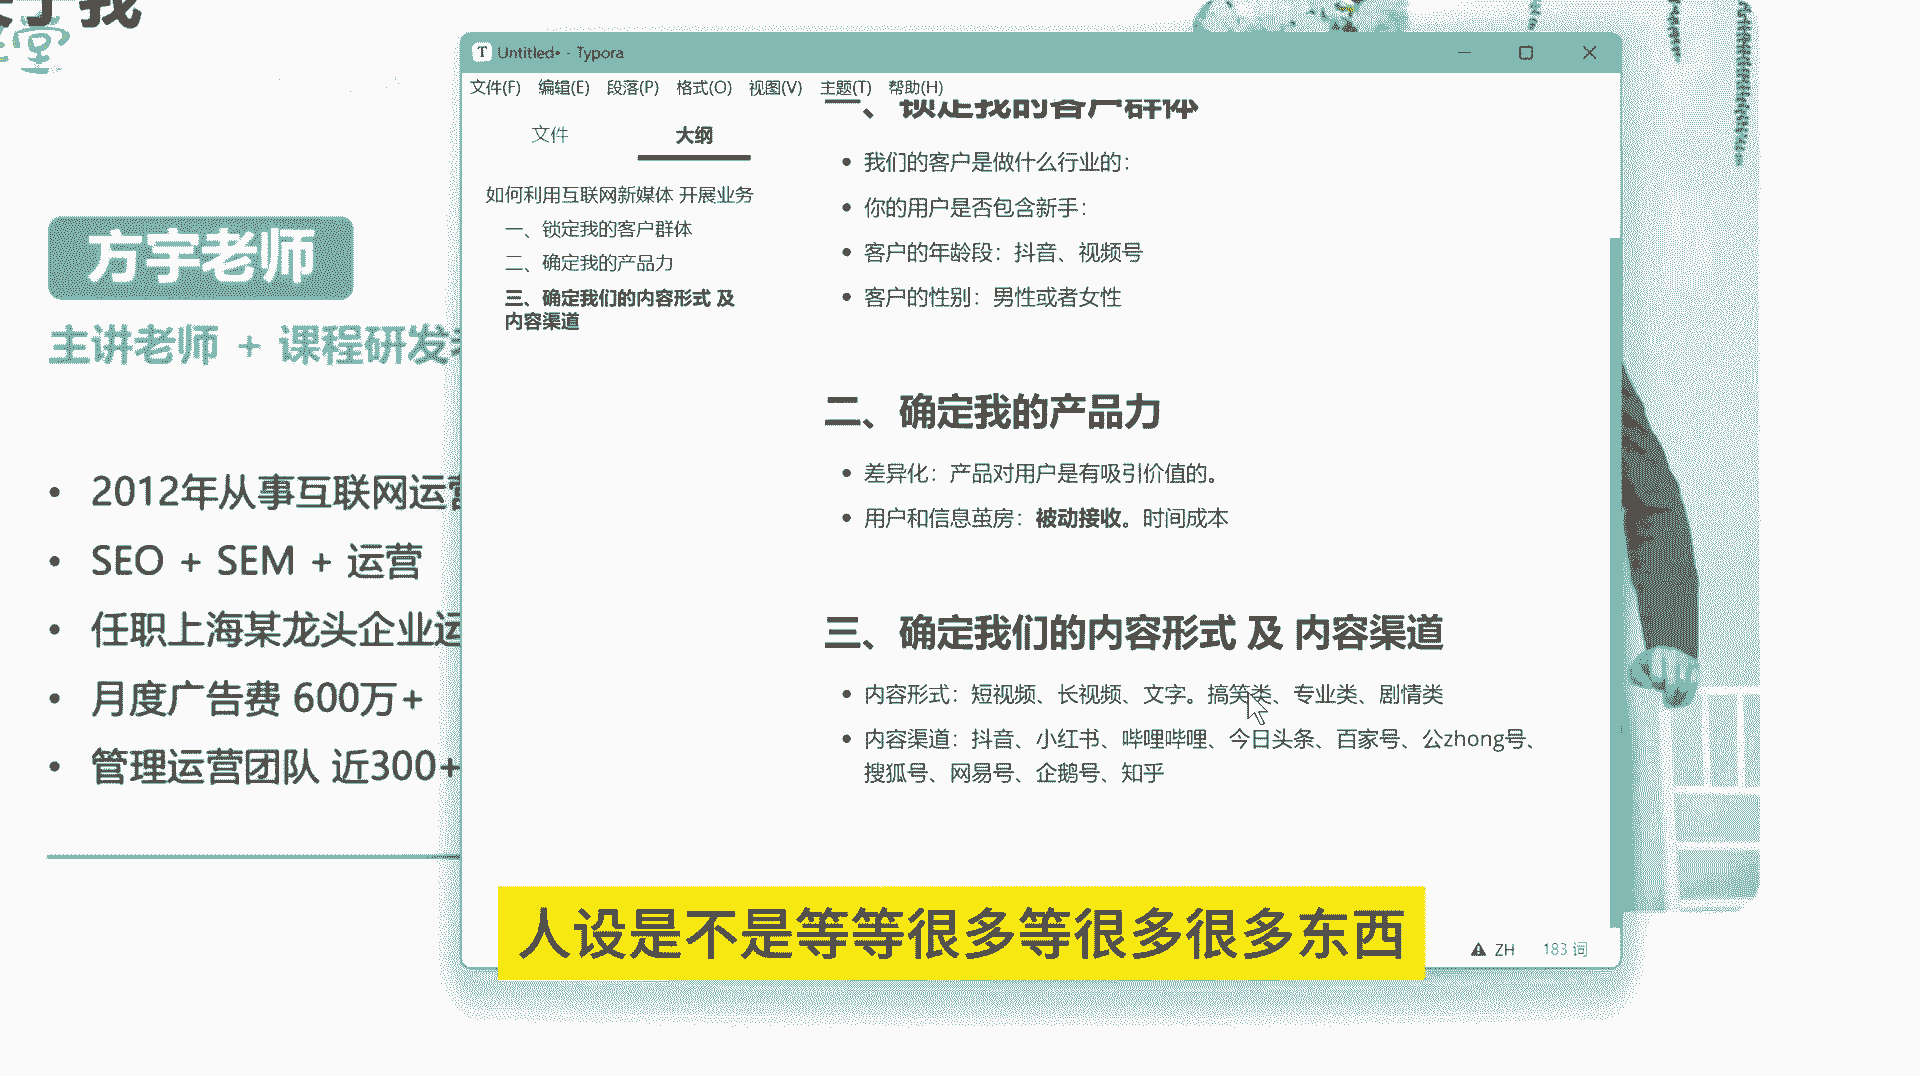 关于我
堂
方宇老师
主讲老师 + 课程研发
2012年从事互联网运营
SEO + SEM + 运营
任职上海某龙头企业运
月度广告费 600万+
管理运营团队 近300+
Untitled• - Typora
文件(F) 编辑(E) 段落(P) 格式(O) 视图(V) 主题(T) 帮助(H)
文件 大纲
如何利用互联网新媒体 开展业务
一、锁定我的客户群体
二、确定我的产品力
三、确定我们的内容形式 及
内容渠道
一、锁定我的客户群体
我们的客户是做什么行业的：
你的用户是否包含新手：
客户的年龄段：抖音、视频号
客户的性别：男性或者女性
二、确定我的产品力
差异化：产品对用户是有吸引价值的。
用户和信息茧房：被动接收。时间成本
三、确定我们的内容形式 及 内容渠道
内容形式：短视频、长视频、文字。搞笑类、专业类、剧情类
内容渠道：抖音、小红书、哔哩哔哩、今日头条、百家号、公zhong号、
搜狐号、网易号、企鹅号、知乎
人设是不是等等很多等很多很多东西
ZH 183 词